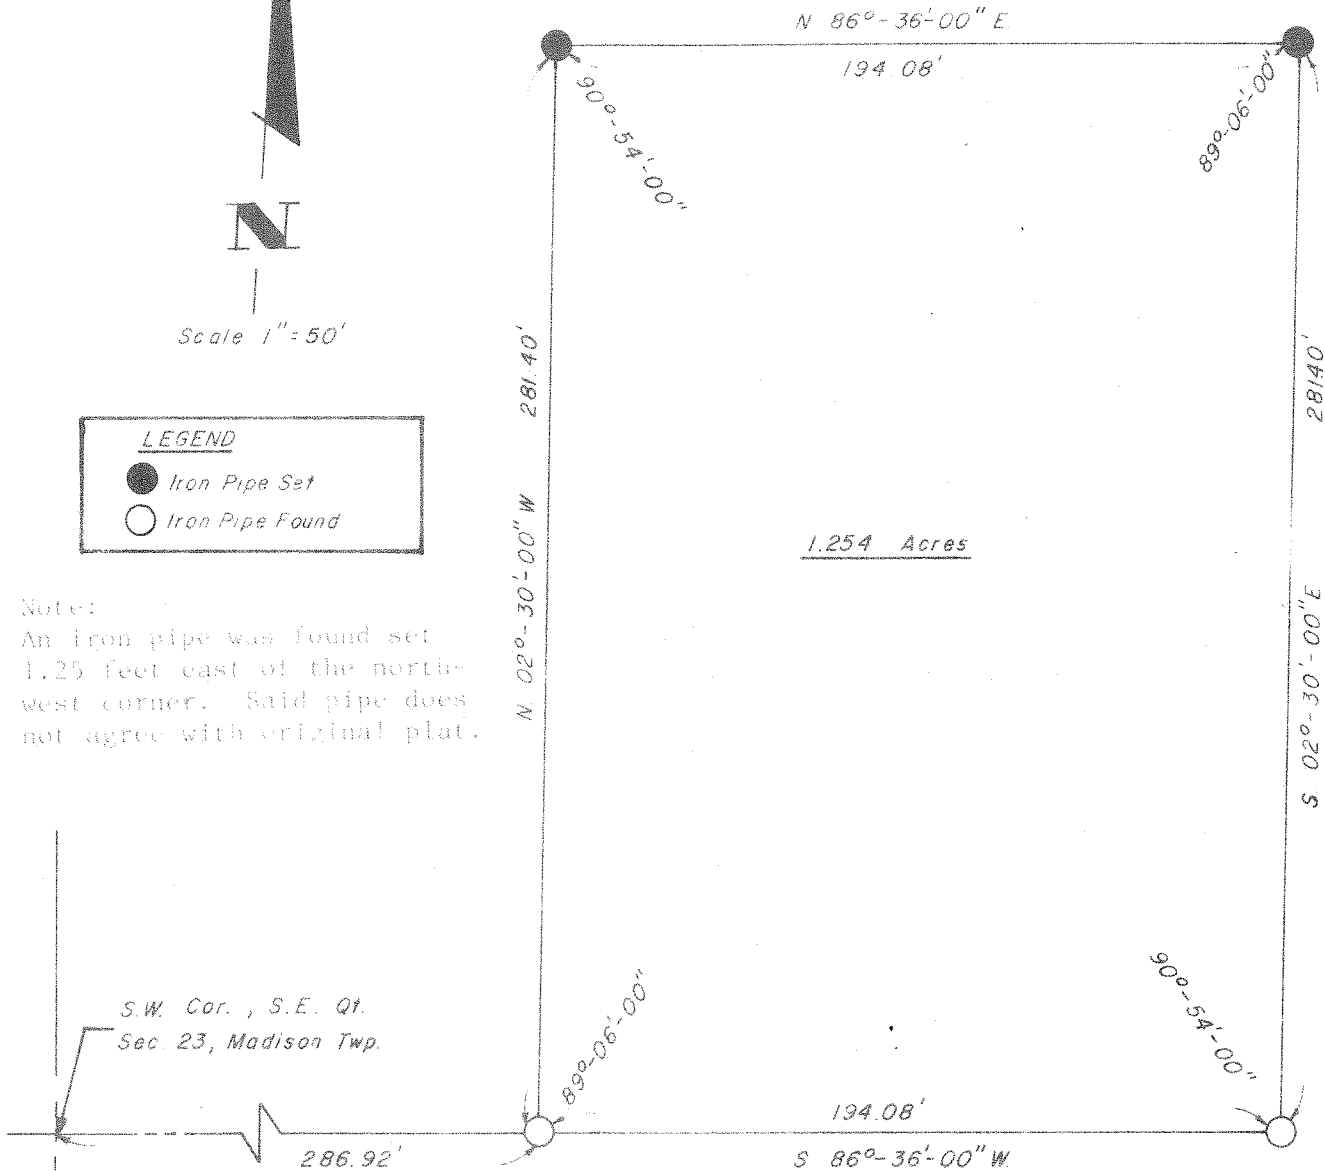 N 86°-36'-00" E.
194.08'
90°-54'-00"
89°-06'-00"
N
Scale 1"=50'
281.40'
281.40'
LEGEND
Iron Pipe Set
Iron Pipe Found
1.254 Acres
N. 02°-30'-00" W
S. 02°-30'-00" E
Note:
An iron pipe was found set
1.25 feet east of the north-
west corner. Said pipe does
not agree with original plat.
S.W. Cor., S.E. Qt.
Sec. 23, Madison Twp.
89°-06'-00"
90°-54'-00"
194.08'
286.92'
S 86°-36'-00" W.